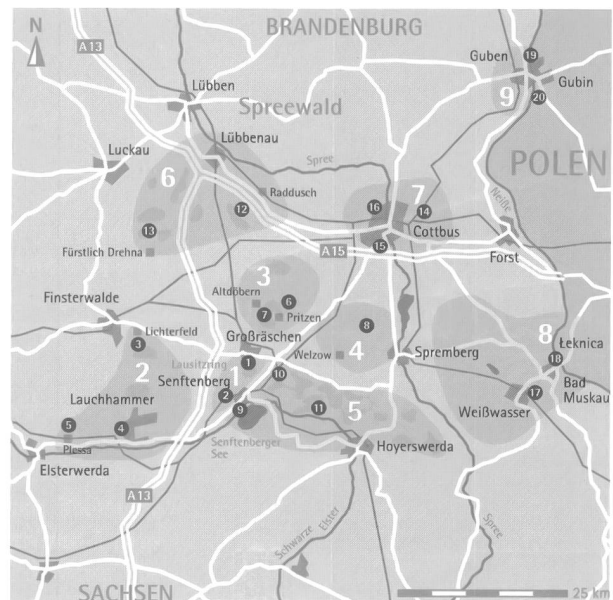 N
BRANDENBURG
A13
Guben
19
Gubin
20
9
Lübben
Spreewald
Lübbenau
Luckau
Spree
POLEN
6
Raddusch
7
16
14
12
13
Cottbus
Neiße
15
Fürstlich Drehna
A15
Forst
3
Altdöbern
6
Finsterwalde
7
Pritzen
8
Lichterfeld
3
Großräschen
8
Łeknica
4
18
Welzow
Spremberg
2
Lausitzring
1
1
10
Senftenberg
Bad
Muskau
Lauchhammer
2
17
9
11
5
Weißwasser
5
4
Plessa
Senftenberger
See
Hoyerswerda
Elsterwerda
A13
Schwarze Elster
Spree
SACHSEN
25 km